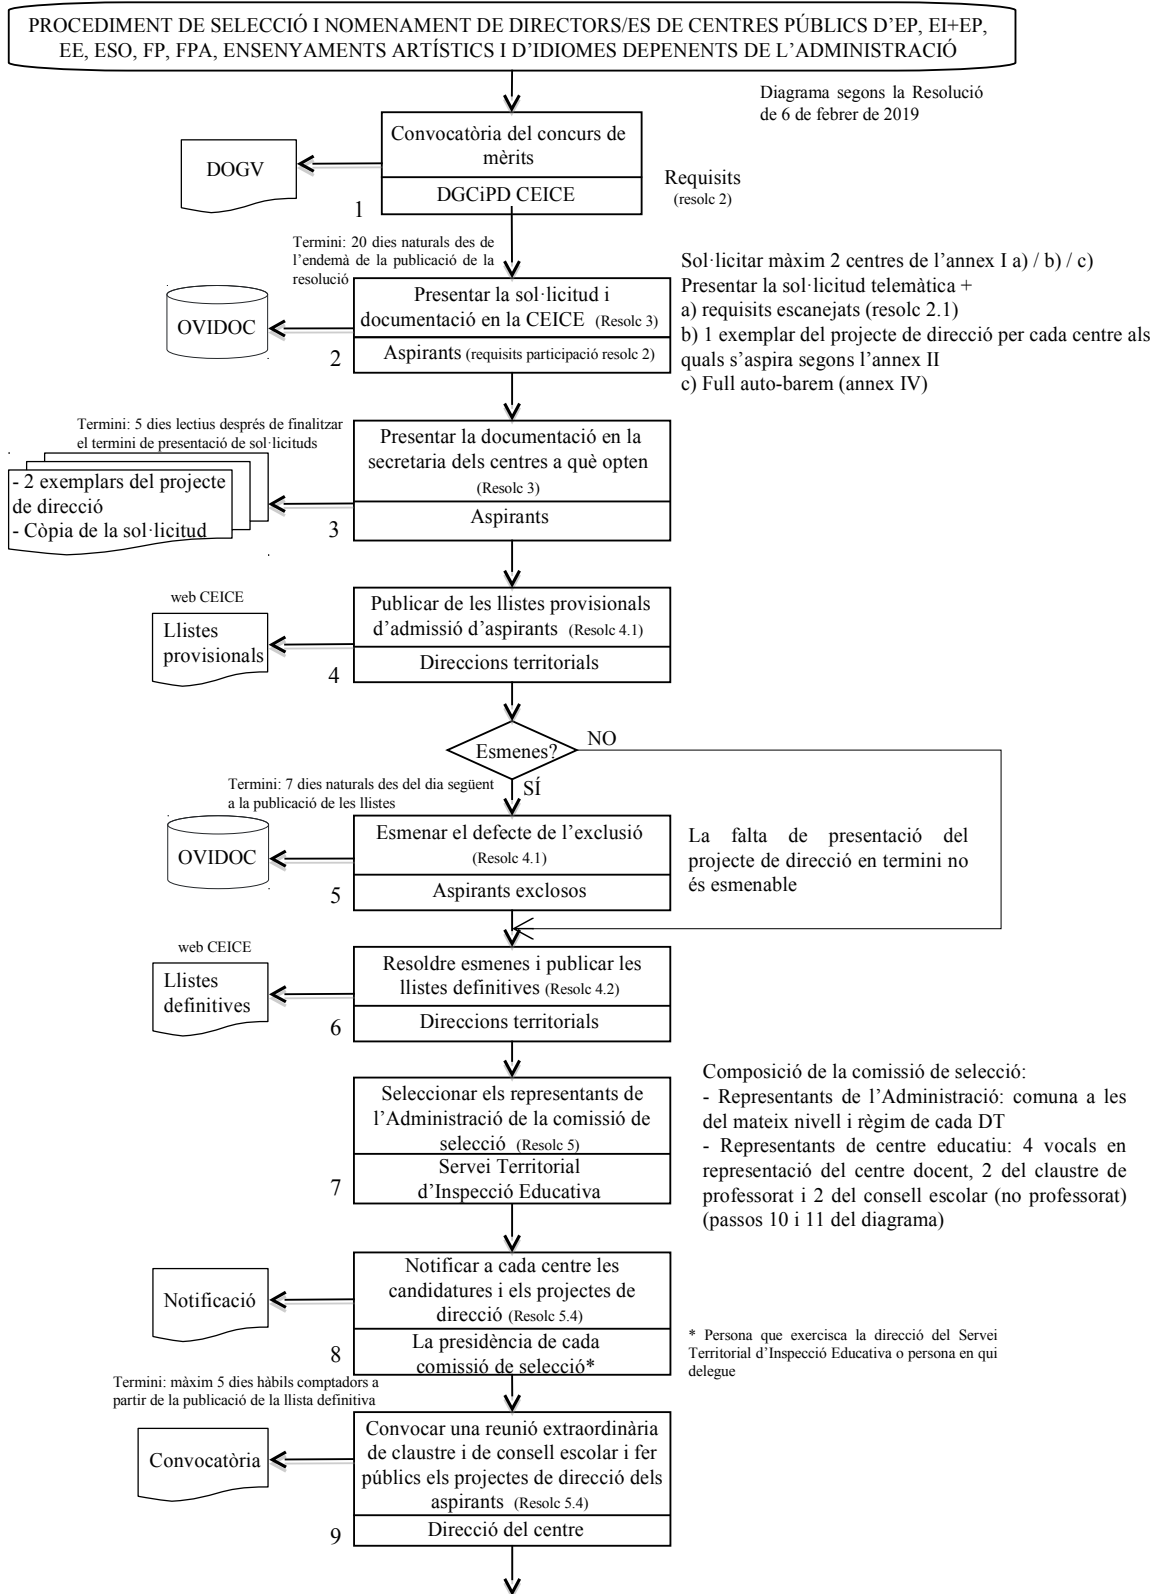 PROCEDIMENT DE SELECCIÓ I NOMENAMENT DE DIRECTORS/ES DE CENTRES PÚBLICS D'EP, EI+EP,
EE, ESO, FP, FPA, ENSENYAMENTS ARTÍSTICS I D'IDIOMES DEPENENTS DE L'ADMINISTRACIÓ
Diagrama segons la Resolució
de 6 de febrer de 2019
Convocatòria del concurs de
mèrits
DGCiPD CEICE
DOGV
1
Requisits
(resolc 2)
Termini: 20 dies naturals des de
l'endemà de la publicació de la
resolució
Presentar la sol·licitud i
documentació en la CEICE (Resolc 3)
Aspirants (requisits participació resolc 2)
OVIDOC
2
Sol·licitar màxim 2 centres de l'annex I a) / b) / c)
Presentar la sol·licitud telemàtica +
a) requisits escanejats (resolc 2.1)
b) 1 exemplar del projecte de direcció per cada centre als
quals s'aspira segons l'annex II
c) Full auto-barem (annex IV)
Termini: 5 dies lectius després de finalitzar
el termini de presentació de sol·licituds
Presentar la documentació en la
secretaria dels centres a què opten
(Resolc 3)
Aspirants
- 2 exemplars del projecte
de direcció
- Còpia de la sol·licitud
3
web CEICE
Llistes
provisionals
Publicar de les llistes provisionals
d'admissió d'aspirants (Resolc 4.1)
Direccions territorials
4
Esmenes?
NO
SÍ
Termini: 7 dies naturals des del dia següent
a la publicació de les llistes
Esmenar el defecte de l'exclusió
(Resolc 4.1)
Aspirants exclosos
OVIDOC
5
La falta de presentació del
projecte de direcció en termini no
és esmenable
web CEICE
Llistes
definitives
Resoldre esmenes i publicar les
llistes definitives (Resolc 4.2)
Direccions territorials
6
Seleccionar els representants de
l'Administració de la comissió de
selecció (Resolc 5)
Servei Territorial
d'Inspecció Educativa
7
Composició de la comissió de selecció:
- Representants de l'Administració: comuna a les
del mateix nivell i règim de cada DT
- Representants de centre educatiu: 4 vocals en
representació del centre docent, 2 del claustre de
professorat i 2 del consell escolar (no professorat)
(passos 10 i 11 del diagrama)
Notificar a cada centre les
candidatures i els projectes de
direcció (Resolc 5.4)
La presidència de cada
comissió de selecció*
Notificació
8
* Persona que exercisca la direcció del Servei
Territorial d'Inspecció Educativa o persona en qui
delegue
Termini: màxim 5 dies hàbils comptadors a
partir de la publicació de la llista definitiva
Convocar una reunió extraordinària
de claustre i de consell escolar i fer
públics els projectes de direcció dels
aspirants (Resolc 5.4)
Direcció del centre
Convocatòria
9